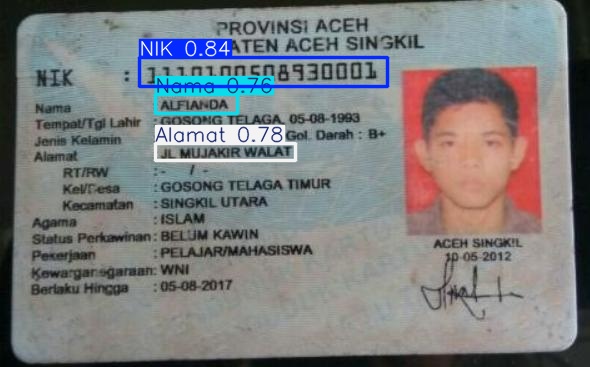 PROVINSI ACEH
NIK 0.84 ATEN ACEH SINGKIL
NIK : 1110100508930001
Nama 0.76
Nama : ALFIANDA
Tempat/Tgl Lahir : GOSONG TELAGA, 05-08-1993
Jenis Kelamin Alamat 0.78 Gol. Darah : B+
Alamat JL MUJAKIR WALAT
RT/RW : - / -
Kel/Desa : GOSONG TELAGA TIMUR
Kecamatan : SINGKIL UTARA
Agama : ISLAM
Status Perkawinan : BELUM KAWIN
Pekerjaan : PELAJAR/MAHASISWA
Kewarganegaraan: WNI
Berlaku Hingga : 05-08-2017
ACEH SINGKIL
10-05-2012